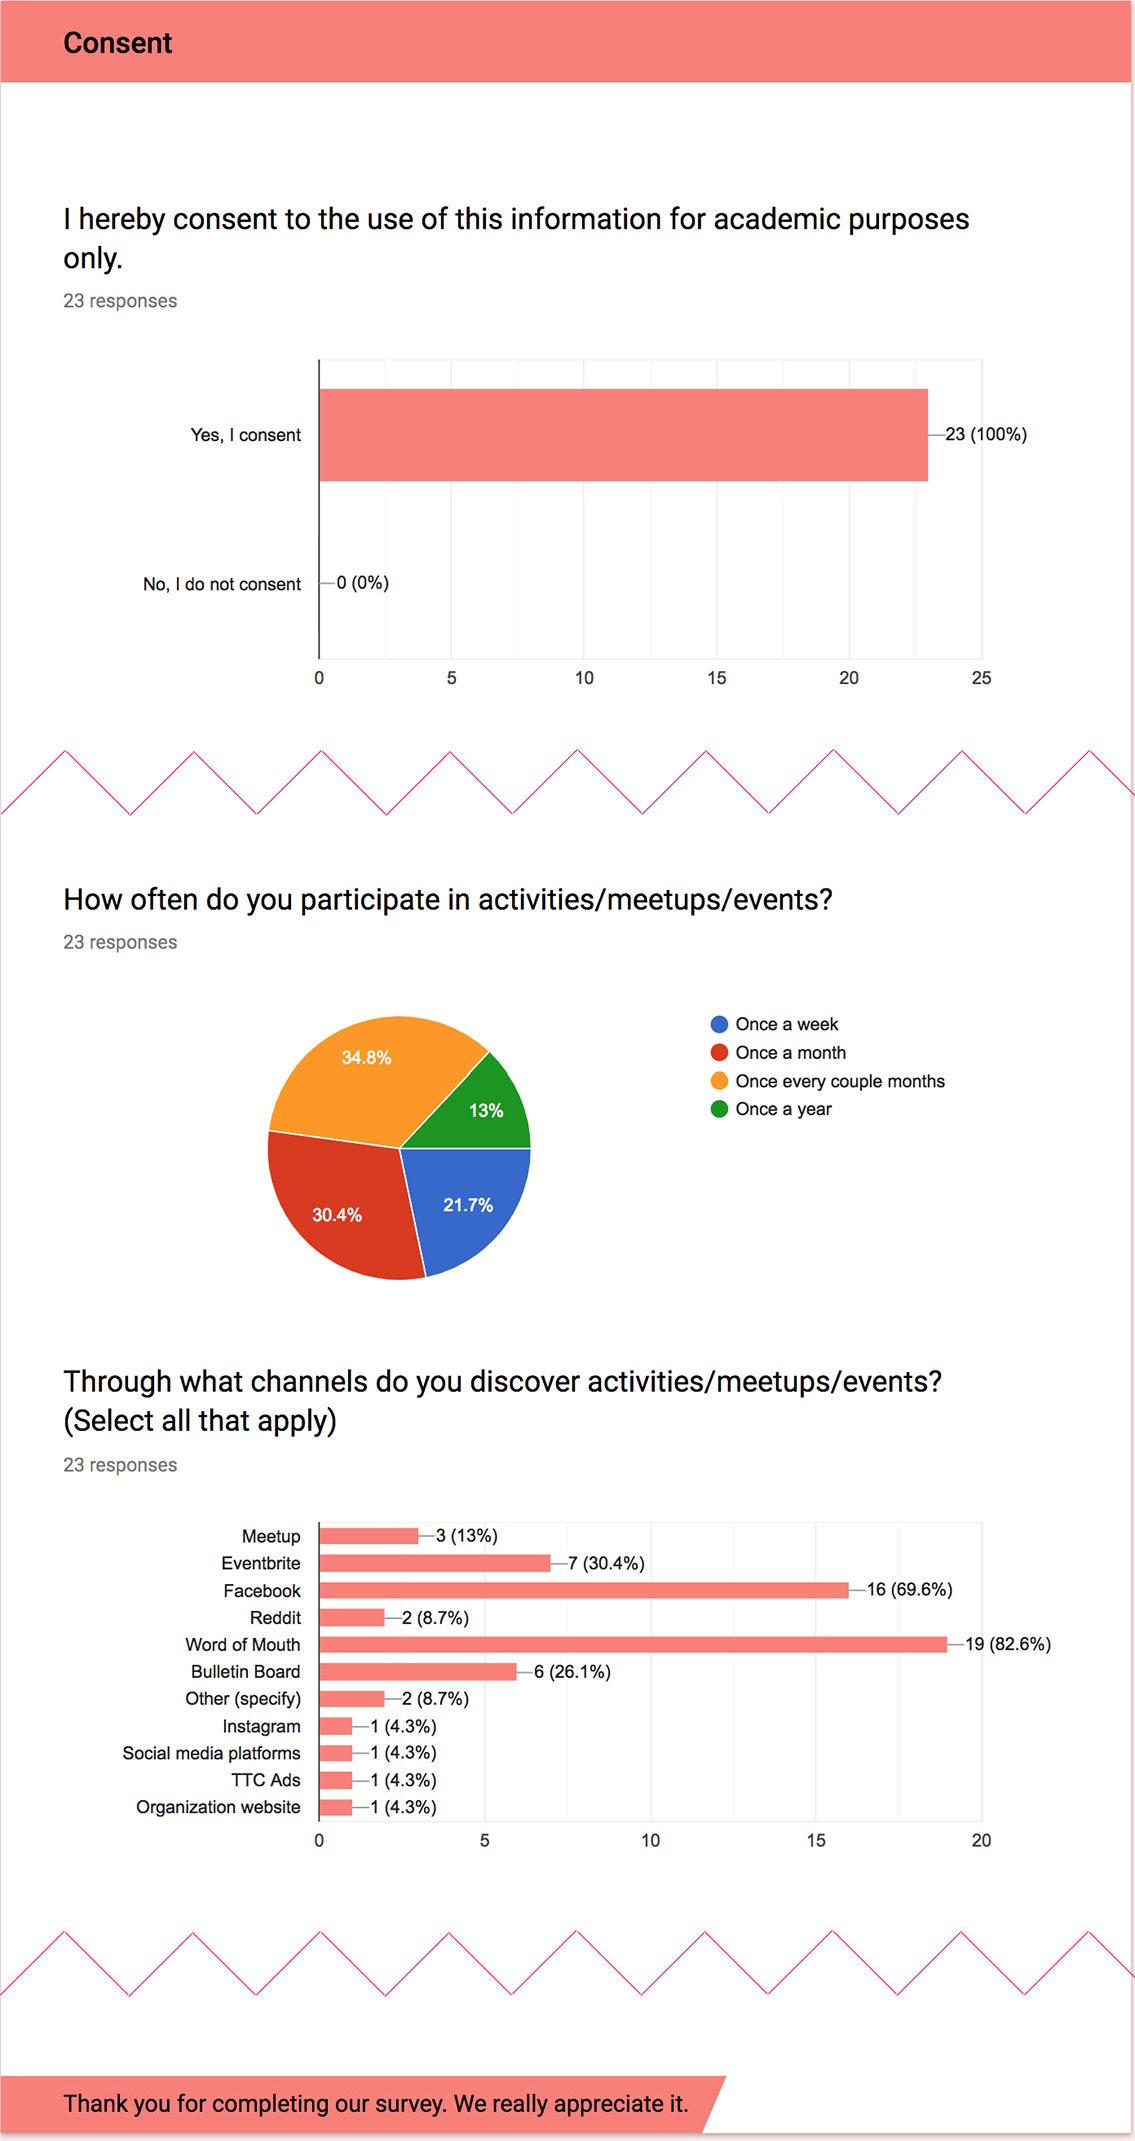 Consent
I hereby consent to the use of this information for academic purposes
only.
23 responses
Yes, I consent
23 (100%)
No, I do not consent
0 (0%)
0 5 10 15 20 25
How often do you participate in activities/meetups/events?
23 responses
34.8%
13%
30.4%
21.7%
Once a week
Once a month
Once every couple months
Once a year
Through what channels do you discover activities/meetups/events?
(Select all that apply)
23 responses
Meetup 3 (13%)
Eventbrite 7 (30.4%)
Facebook 16 (69.6%)
Reddit 2 (8.7%)
Word of Mouth 19 (82.6%)
Bulletin Board 6 (26.1%)
Other (specify) 2 (8.7%)
Instagram 1 (4.3%)
Social media platforms 1 (4.3%)
TTC Ads 1 (4.3%)
Organization website 1 (4.3%)
0 5 10 15 20
Thank you for completing our survey. We really appreciate it.